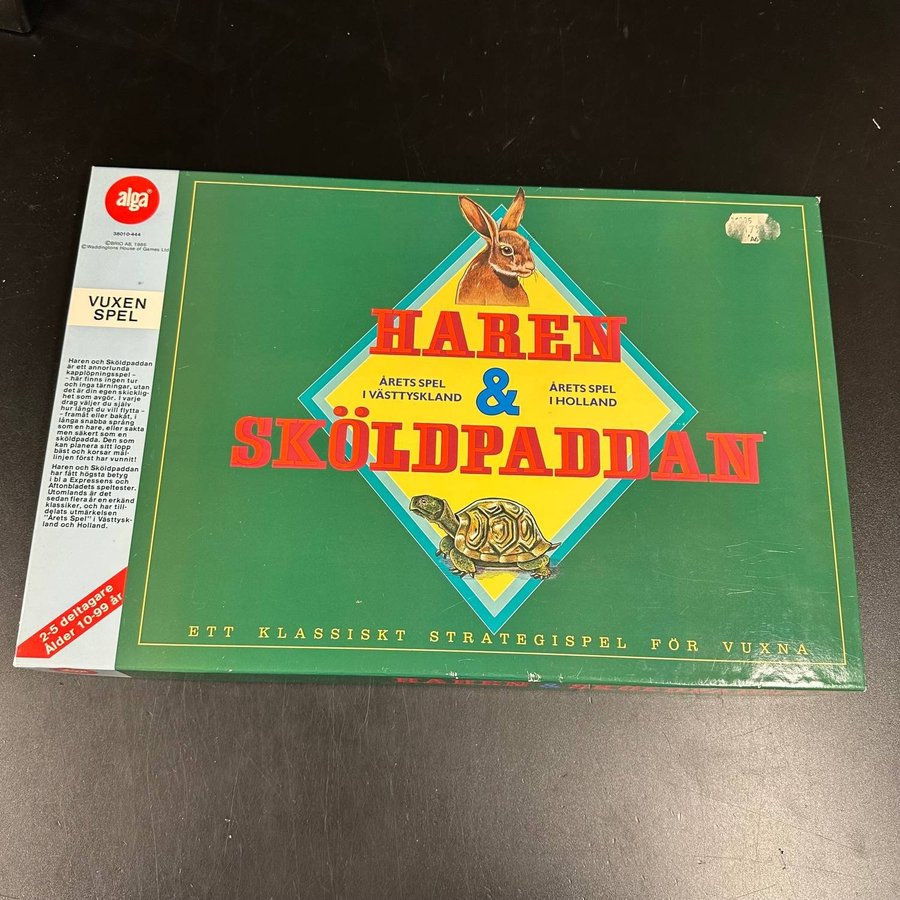 alga®
38010-444
©BRIO AB, 1986
©Waddingtons House of Games Ltd
VUXEN
SPEL
Haren och Sköldpaddan
är ett annorlunda
kapplöpningsspel –
– här finns ingen tur
och inga tärningar, utan
det är din egen skicklig-
het som avgör. I varje
drag väljer du själv
hur långt du vill flytta –
– framåt eller bakåt, i
långa snabba språng
som en hare, eller sakta
men säkert som en
sköldpadda. Den som
kan planera sitt lopp
bäst och korsar mål-
linjen först har vunnit!
Haren och Sköldpaddan
har fått högsta betyg
i bl a Expressens och
Aftonbladets speltester.
Utomlands är det
sedan flera år en erkänd
klassiker, och har till-
delats utmärkelsen
"Årets Spel" i Västtysk-
land och Holland.
2-5 deltagare
Ålder 10-99 år
HAREN
ÅRETS SPEL
I VÄSTTYSKLAND
&
ÅRETS SPEL
I HOLLAND
SKÖLDPADDAN
ETT KLASSISKT STRATEGISPEL FÖR VUXNA
alga
HAREN & SKÖLDPADDAN